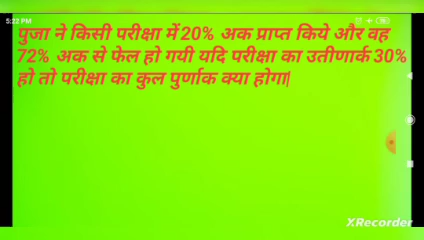 5:22 PM
पुजा ने किसी परीक्षा में 20% अक प्राप्त किये और वह
72% अक से फेल हो गयी यदि परीक्षा का उतीणार्क 30%
हो तो परीक्षा का कुल पुर्णाक क्या होगा|
XRecorder